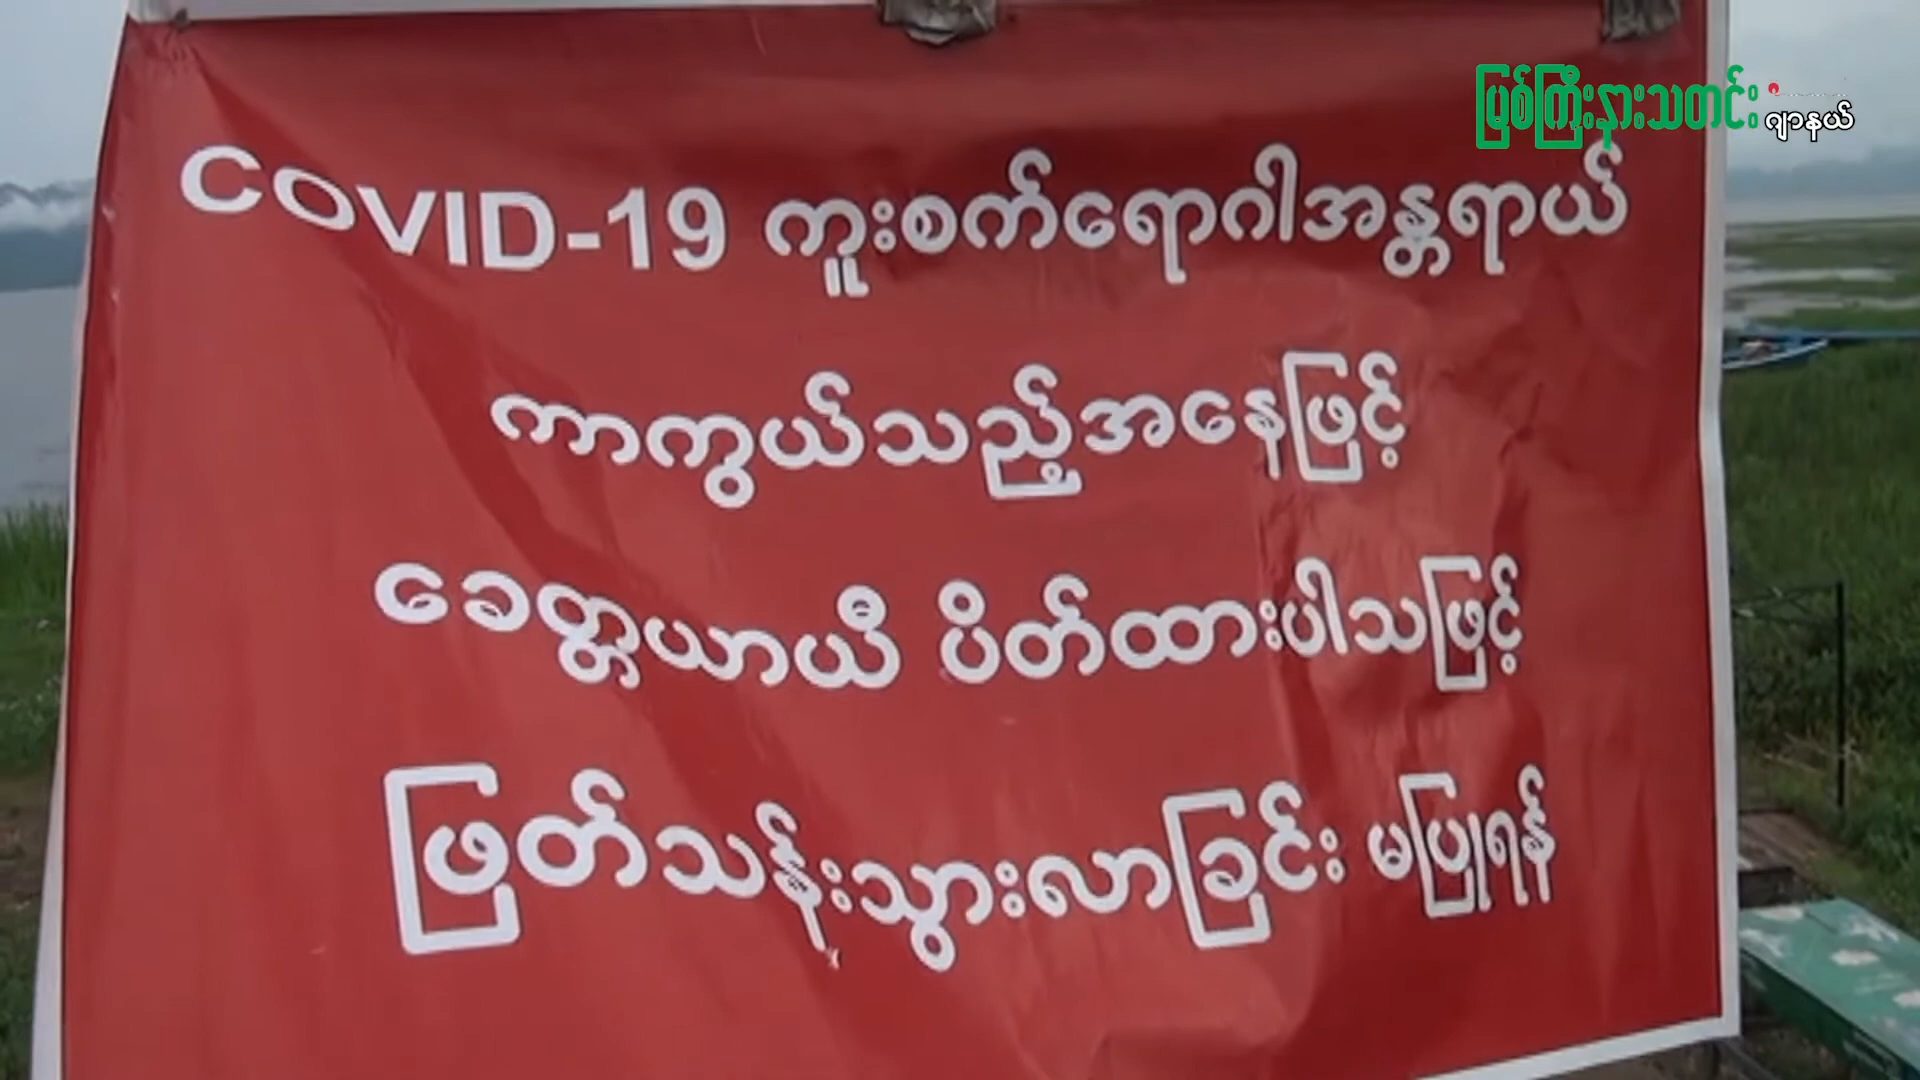 မြစ်ကြီးနားသတင်း ဂျာနယ်
COVID-19 ကူးစက်ရောဂါအန္တရာယ်
ကာကွယ်သည့်အနေဖြင့်
ခေတ္တယာယီ ပိတ်ထားပါသဖြင့်
ဖြတ်သန်းသွားလာခြင်း မပြုရန်